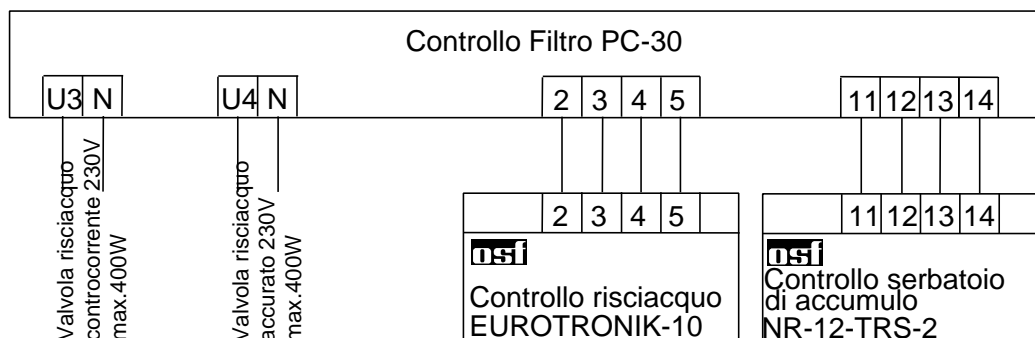 Controllo Filtro PC-30
U3 N
U4 N
2 3 4 5
11 12 13 14
Valvola risciacquo
controcorrente 230V
max.400W
Valvola risciacquo
accurato 230V
max.400W
2 3 4 5
osf
Controllo risciacquo
EUROTRONIK-10
11 12 13 14
osf
Controllo serbatoio
di accumulo
NR-12-TRS-2